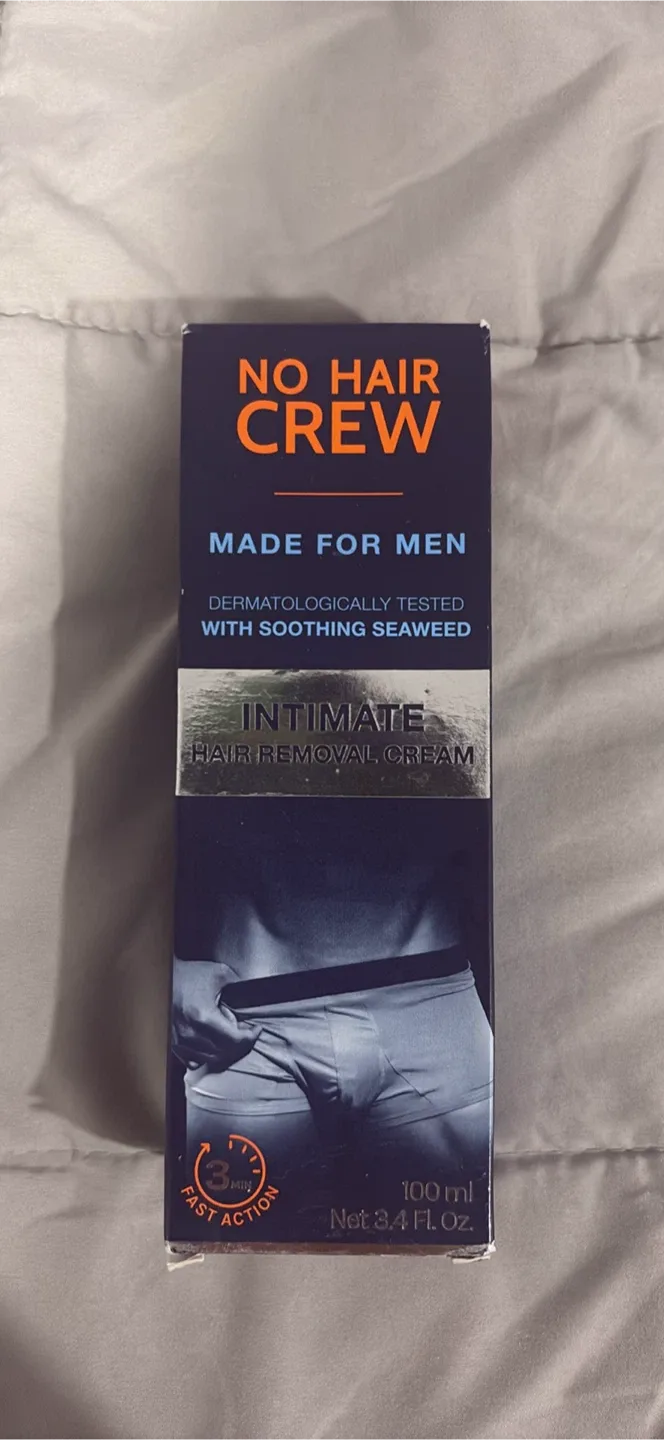 NO HAIR
CREW
MADE FOR MEN
DERMATOLOGICALLY TESTED
WITH SOOTHING SEAWEED
INTIMATE
HAIR REMOVAL CREAM
3 MIN
FAST ACTION
100 ml
Net 3.4 Fl. Oz.